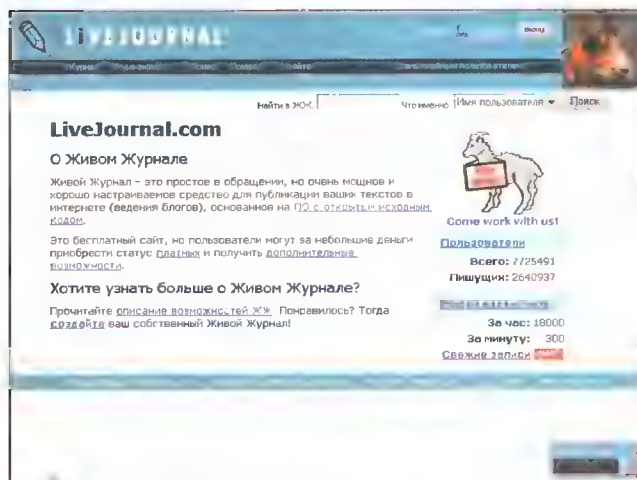 LIVEJOURNAL
Выход
Найти в ЖЖ: Что именно Имя пользователя Поиск
LiveJournal.com
О Живом Журнале
Живой Журнал – это простое в обращении, но очень мощное и
хорошо настраиваемое средство для публикации ваших текстов в
интернете (ведения блогов), основанное на ПО с открытым исходным
кодом.
Это бесплатный сайт, но пользователи могут за небольшие деньги
приобрести статус платных и получить дополнительные
возможности.
Хотите узнать больше о Живом Журнале?
Прочитайте описание возможностей ЖЖ. Понравилось? Тогда
создайте ваш собственный Живой Журнал!
Come work with us!
Пользователи
Всего: 7725491
Пишущих: 2640937
За час: 18000
За минуту: 300
Свежие записи